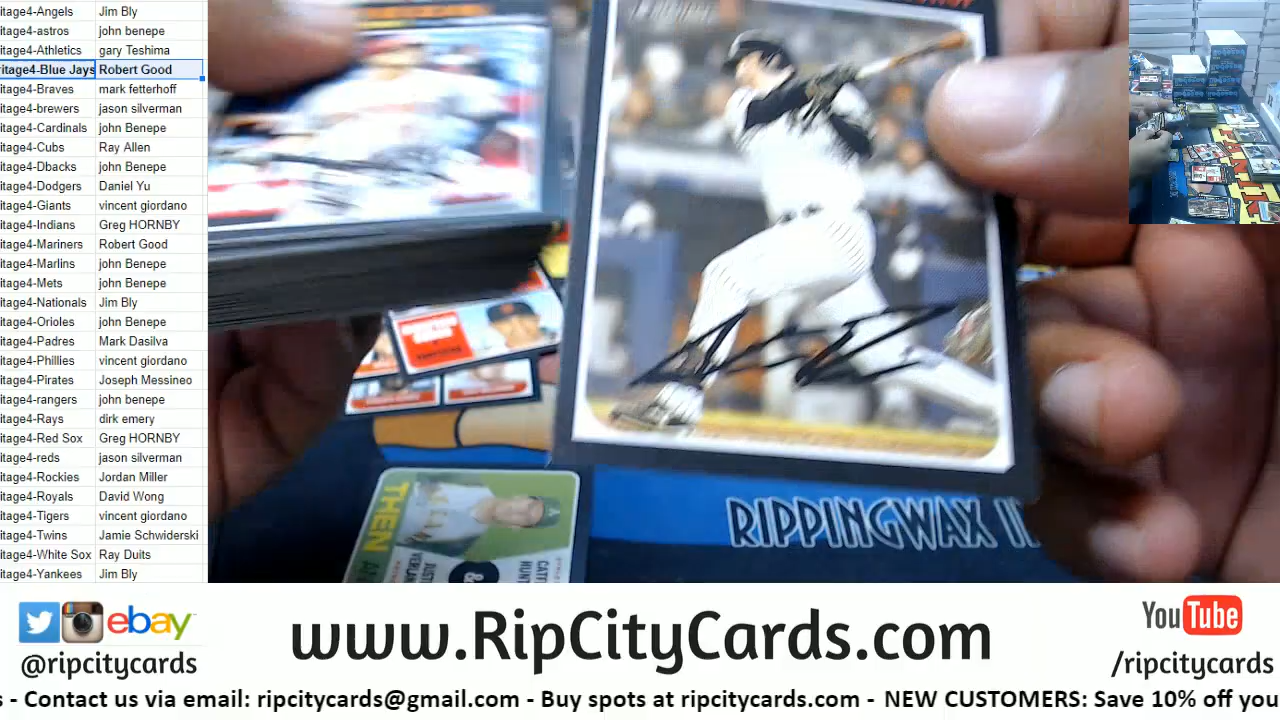 itage4-Angels Jim Bly
itage4-astros john benepe
itage4-Athletics gary Teshima
ritage4-Blue Jays Robert Good
itage4-Braves mark fetterhoff
itage4-brewers jason silverman
itage4-Cardinals john Benepe
itage4-Cubs Ray Allen
itage4-Dbacks john Benepe
itage4-Dodgers Daniel Yu
itage4-Giants vincent giordano
itage4-Indians Greg HORNBY
itage4-Mariners Robert Good
itage4-Marlins john Benepe
itage4-Mets john Benepe
itage4-Nationals Jim Bly
itage4-Orioles john Benepe
itage4-Padres Mark Dasilva
itage4-Phillies vincent giordano
itage4-Pirates Joseph Messineo
itage4-rangers john benepe
itage4-Rays dirk emery
itage4-Red Sox Greg HORNBY
itage4-reds jason silverman
itage4-Rockies Jordan Miller
itage4-Royals David Wong
itage4-Tigers vincent giordano
itage4-Twins Jamie Schwiderski
itage4-White Sox Ray Duits
itage4-Yankees Jim Bly
THEN
&
RIPPINGWAX
ebay
@ripcitycards
www.RipCityCards.com
YouTube
/ripcitycards
s - Contact us via email: ripcitycards@gmail.com - Buy spots at ripcitycards.com - NEW CUSTOMERS: Save 10% off you